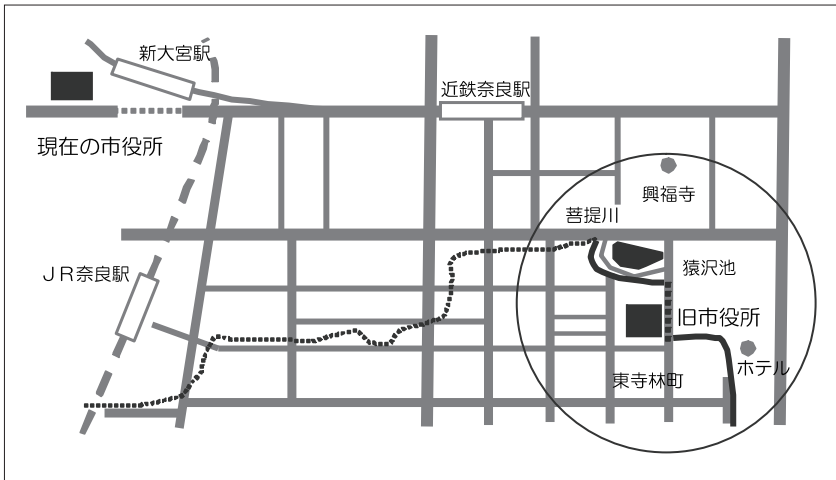 新大宮駅
近鉄奈良駅
現在の市役所
興福寺
菩提川
JR奈良駅
猿沢池
旧市役所
ホテル
東寺林町